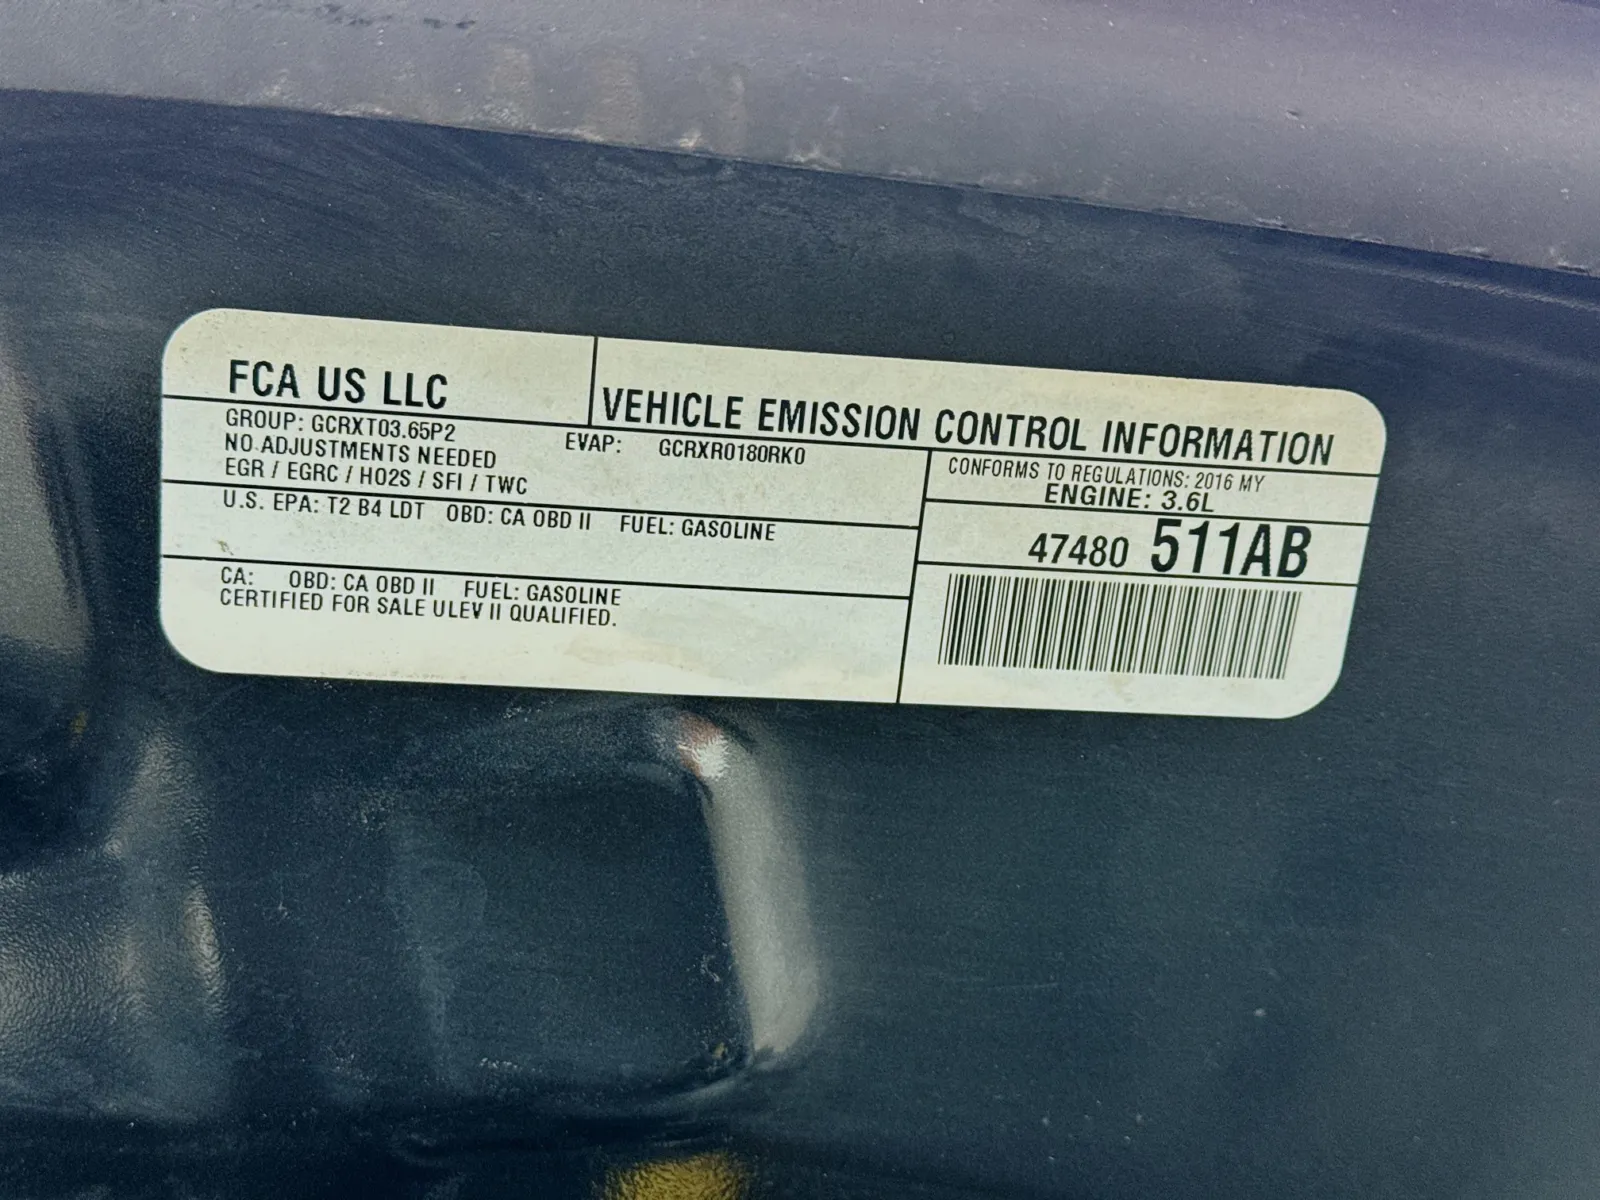 FCA US LLC
VEHICLE EMISSION CONTROL INFORMATION
GROUP: GCRXT03.65P2 EVAP: GCRXR0180RK0
NO ADJUSTMENTS NEEDED
EGR / EGRC / HO2S / SFI / TWC
CONFORMS TO REGULATIONS: 2016 MY
ENGINE: 3.6L
U.S. EPA: T2 B4 LDT OBD: CA OBD II FUEL: GASOLINE
47480 511AB
CA: OBD: CA OBD II FUEL: GASOLINE
CERTIFIED FOR SALE ULEV II QUALIFIED.